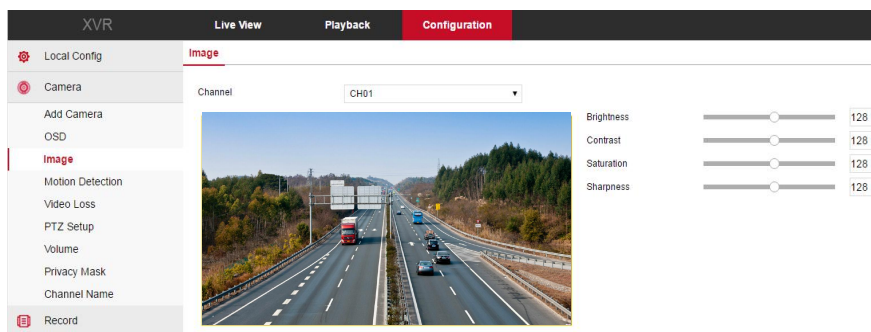 XVR
Live View
Playback
Configuration
Local Config
Camera
Add Camera
OSD
Image
Motion Detection
Video Loss
PTZ Setup
Volume
Privacy Mask
Channel Name
Record
Image
Channel
CH01
Brightness
128
Contrast
128
Saturation
128
Sharpness
128